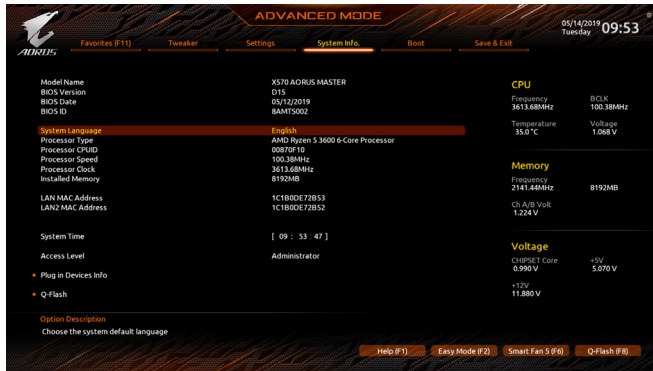 ADVANCED MODE
05/14/2019 Tuesday 09:53
AORUS
Favorites (F11) Tweaker Settings System Info. Boot Save & Exit
Model Name X570 AORUS MASTER
BIOS Version D15
BIOS Date 05/12/2019
BIOS ID 8AMTS002
System Language English
Processor Type AMD Ryzen 5 3600 6-Core Processor
Processor CPUID 00870F10
Processor Speed 100.38MHz
Processor Clock 3613.68MHz
Installed Memory 8192MB
LAN MAC Address 1C1B0DE72B53
LAN2 MAC Address 1C1B0DE72B52
System Time [ 09 : 53 : 47 ]
Access Level Administrator
Plug in Devices Info
Q-Flash
CPU
Frequency BCLK
3613.68MHz 100.38MHz
Temperature Voltage
35.0 °C 1.068 V
Memory
Frequency
2141.44MHz 8192MB
Ch A/B Volt
1.224 V
Voltage
CHIPSET Core +5V
0.990 V 5.070 V
+12V
11.880 V
Option Description
Choose the system default language
Help (F1) Easy Mode (F2) Smart Fan 5 (F6) Q-Flash (F8)